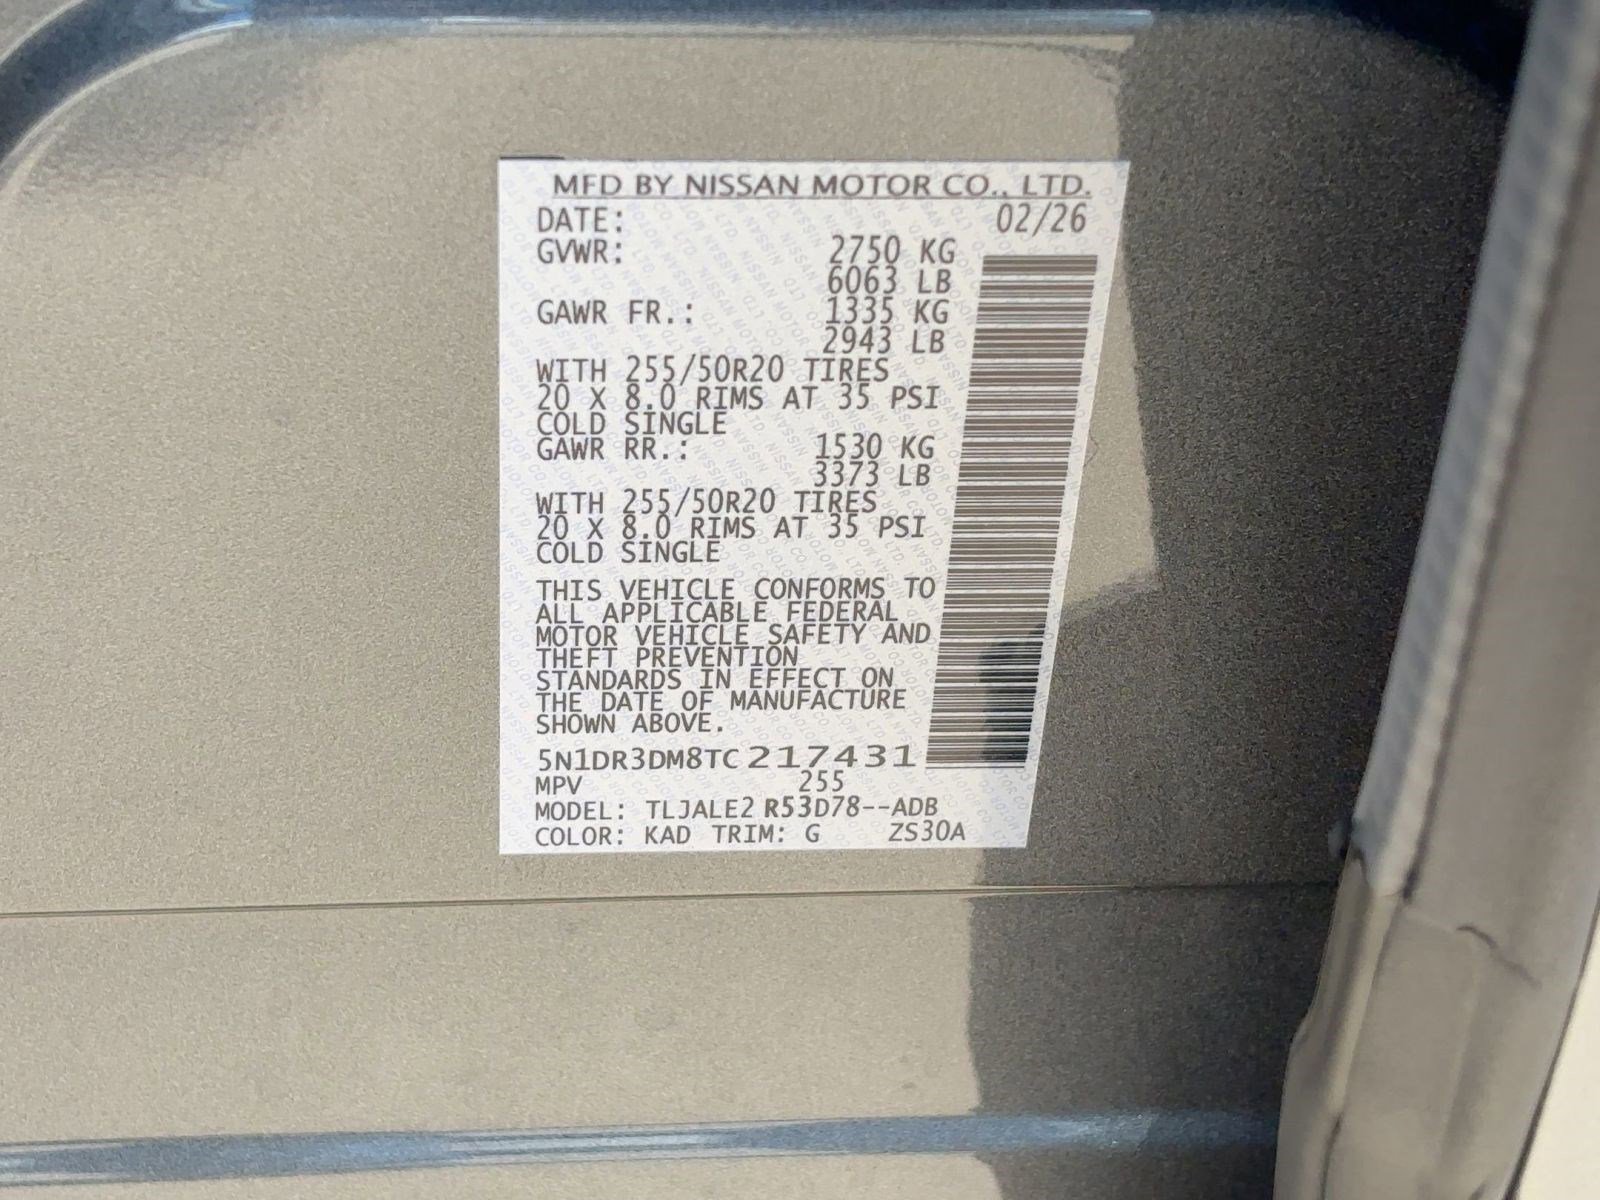 MFD BY NISSAN MOTOR CO., LTD.
DATE: 02/26
GVWR: 2750 KG
6063 LB
GAWR FR.: 1335 KG
2943 LB
WITH 255/50R20 TIRES
20 X 8.0 RIMS AT 35 PSI
COLD SINGLE
GAWR RR.: 1530 KG
3373 LB
WITH 255/50R20 TIRES
20 X 8.0 RIMS AT 35 PSI
COLD SINGLE
THIS VEHICLE CONFORMS TO
ALL APPLICABLE FEDERAL
MOTOR VEHICLE SAFETY AND
THEFT PREVENTION
STANDARDS IN EFFECT ON
THE DATE OF MANUFACTURE
SHOWN ABOVE.
5N1DR3DM8TC217431
MPV 255
MODEL: TLJALE2 R53D78--ADB
COLOR: KAD TRIM: G ZS30A